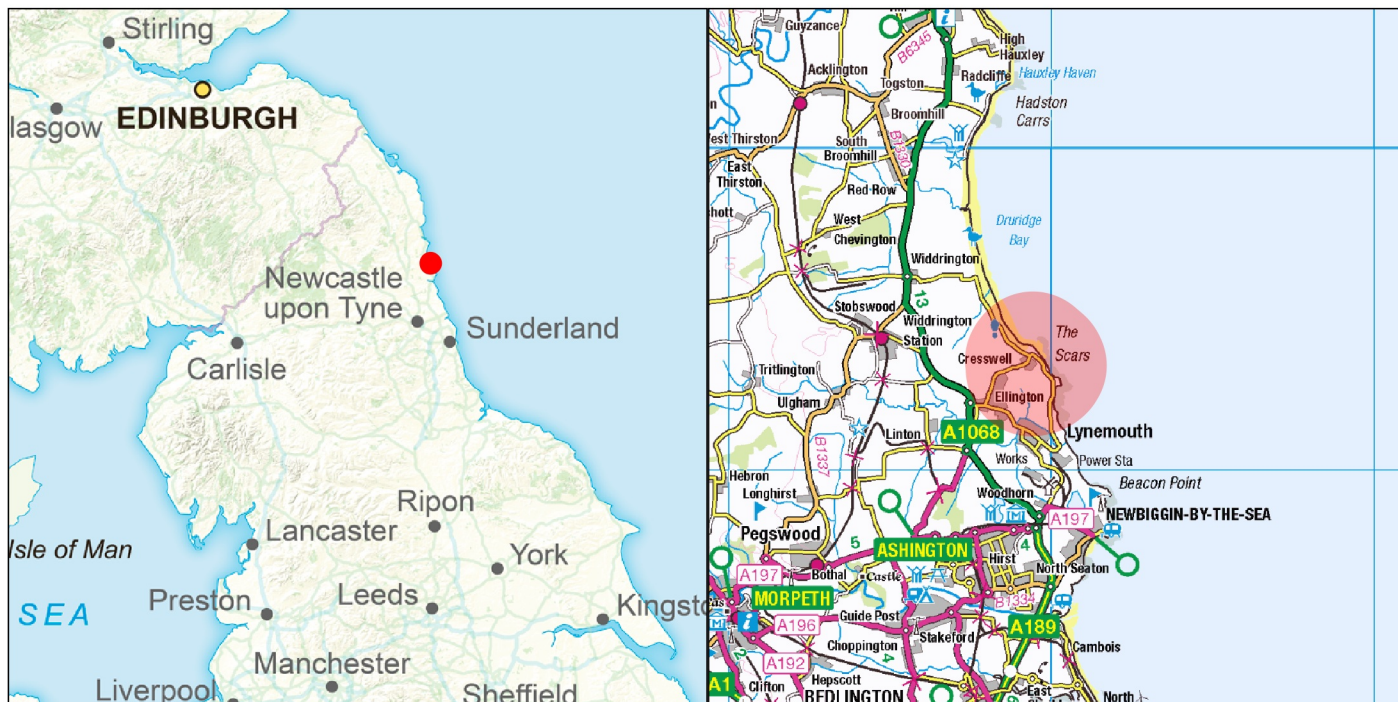 Stirling
EDINBURGH
lasgow
Newcastle
upon Tyne
Sunderland
Carlisle
Ripon
Lancaster
Isle of Man
York
Preston
Leeds
Kingsto
SEA
Manchester
Liverpool
Sheffield
Guyzance
B6345
High
Hauxley
Acklington
Radcliffe
Hauxley Haven
Togston
Hadston
Carrs
Broomhill
est Thirston
South
Broomhill
B1330
East
Thirston
Red Row
hott
West
Chevington
Druridge
Bay
Widdrington
13
Stobswood
Widdrington
Station
The
Scars
Cresswell
Tritlington
Ulgham
Ellington
A1068
Lynemouth
Linton
B1337
Works
Power Sta
Hebron
Beacon Point
Longhirst
Woodhorn
A197
NEWBIGGIN-BY-THE-SEA
Pegswood
5
ASHINGTON
4
Hirst
A197
Bothal
Castle
North Seaton
MORPETH
B1334
A196
Guide Post
Stakeford
A189
Choppington
Cambois
2
A192
4
A1
Clifton
Hepscott
BEDLINGTON
East
North